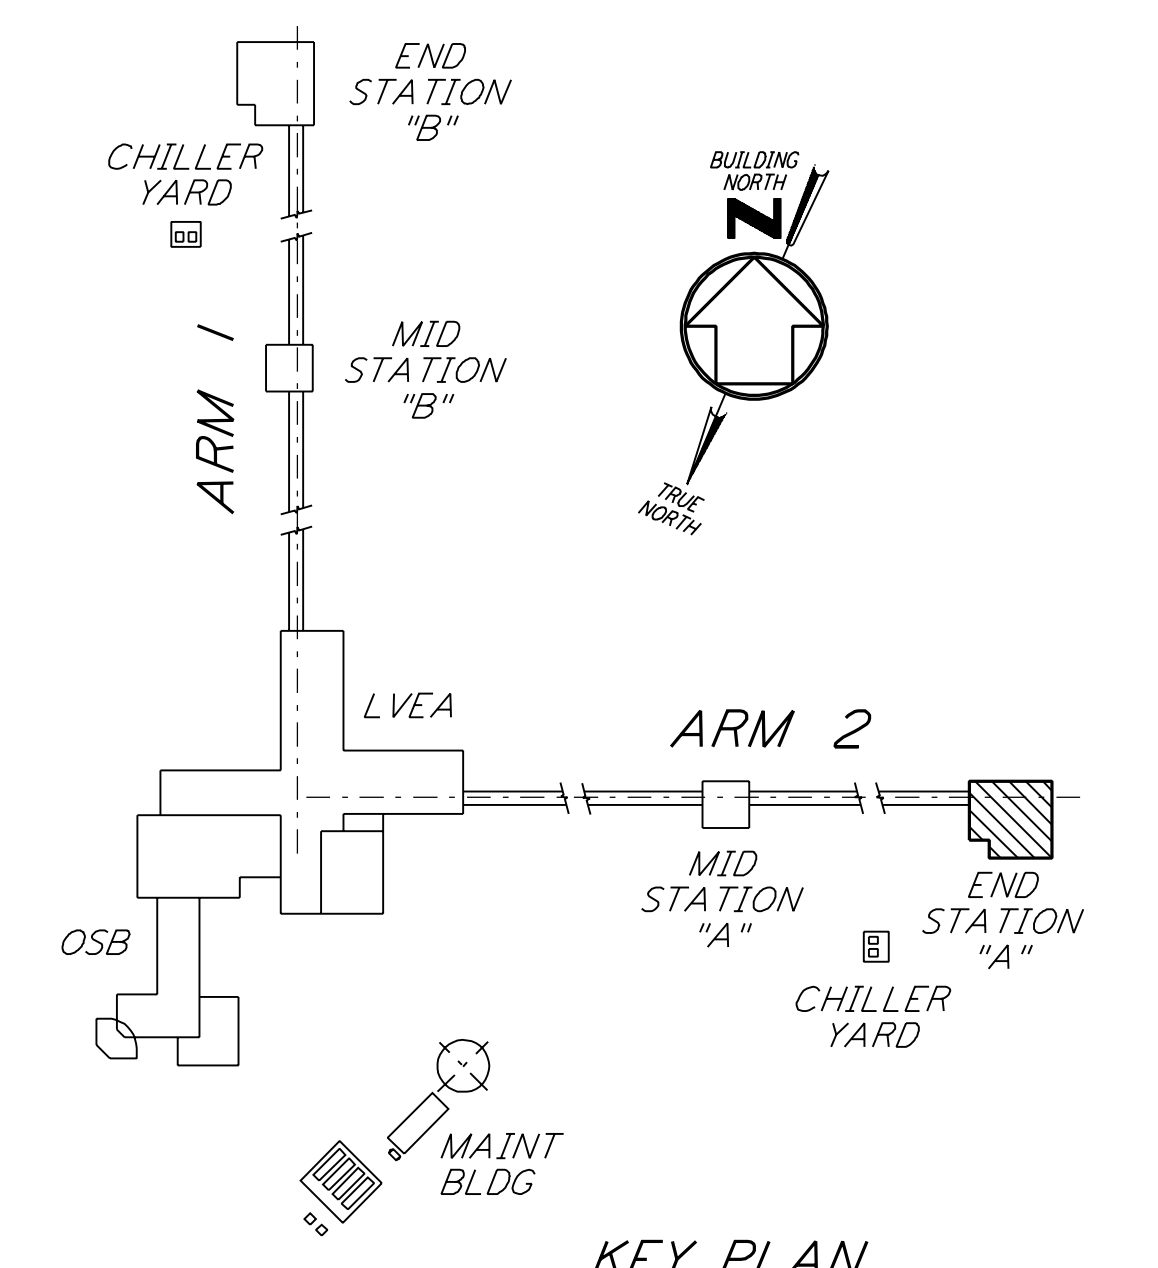 END
STATION
"B"
CHILLER
YARD
BUILDING
NORTH
N
MID
STATION
"B"
ARM 1
TRUE
NORTH
LVEA
ARM 2
MID
STATION
"A"
END
STATION
"A"
OSB
CHILLER
YARD
MAINT
BLDG
KEY PLAN